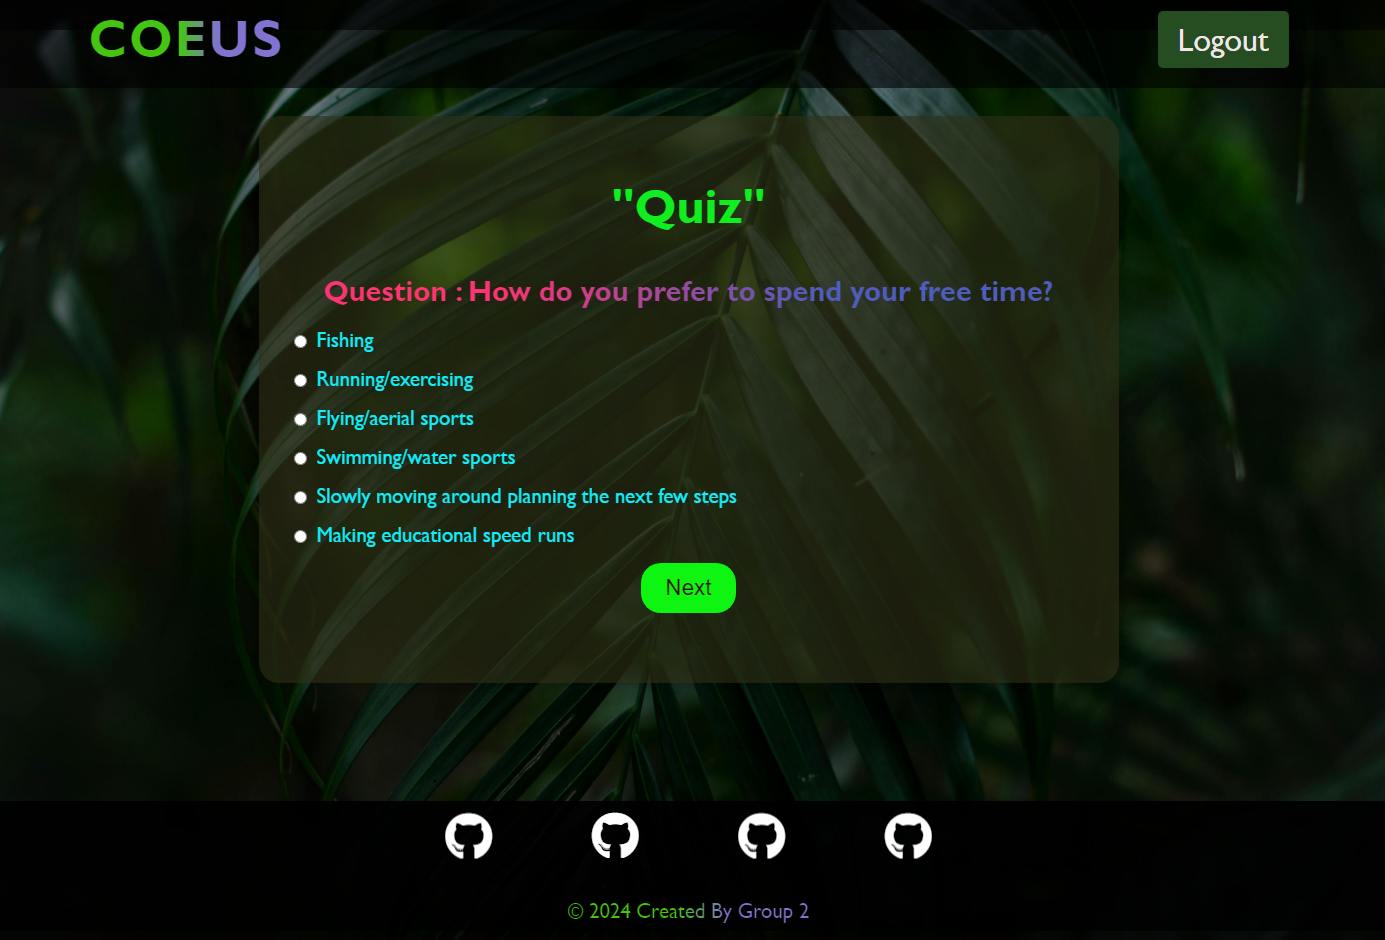 COEUS
Logout
"Quiz"
Question : How do you prefer to spend your free time?
Fishing
Running/exercising
Flying/aerial sports
Swimming/water sports
Slowly moving around planning the next few steps
Making educational speed runs
Next
© 2024 Created By Group 2